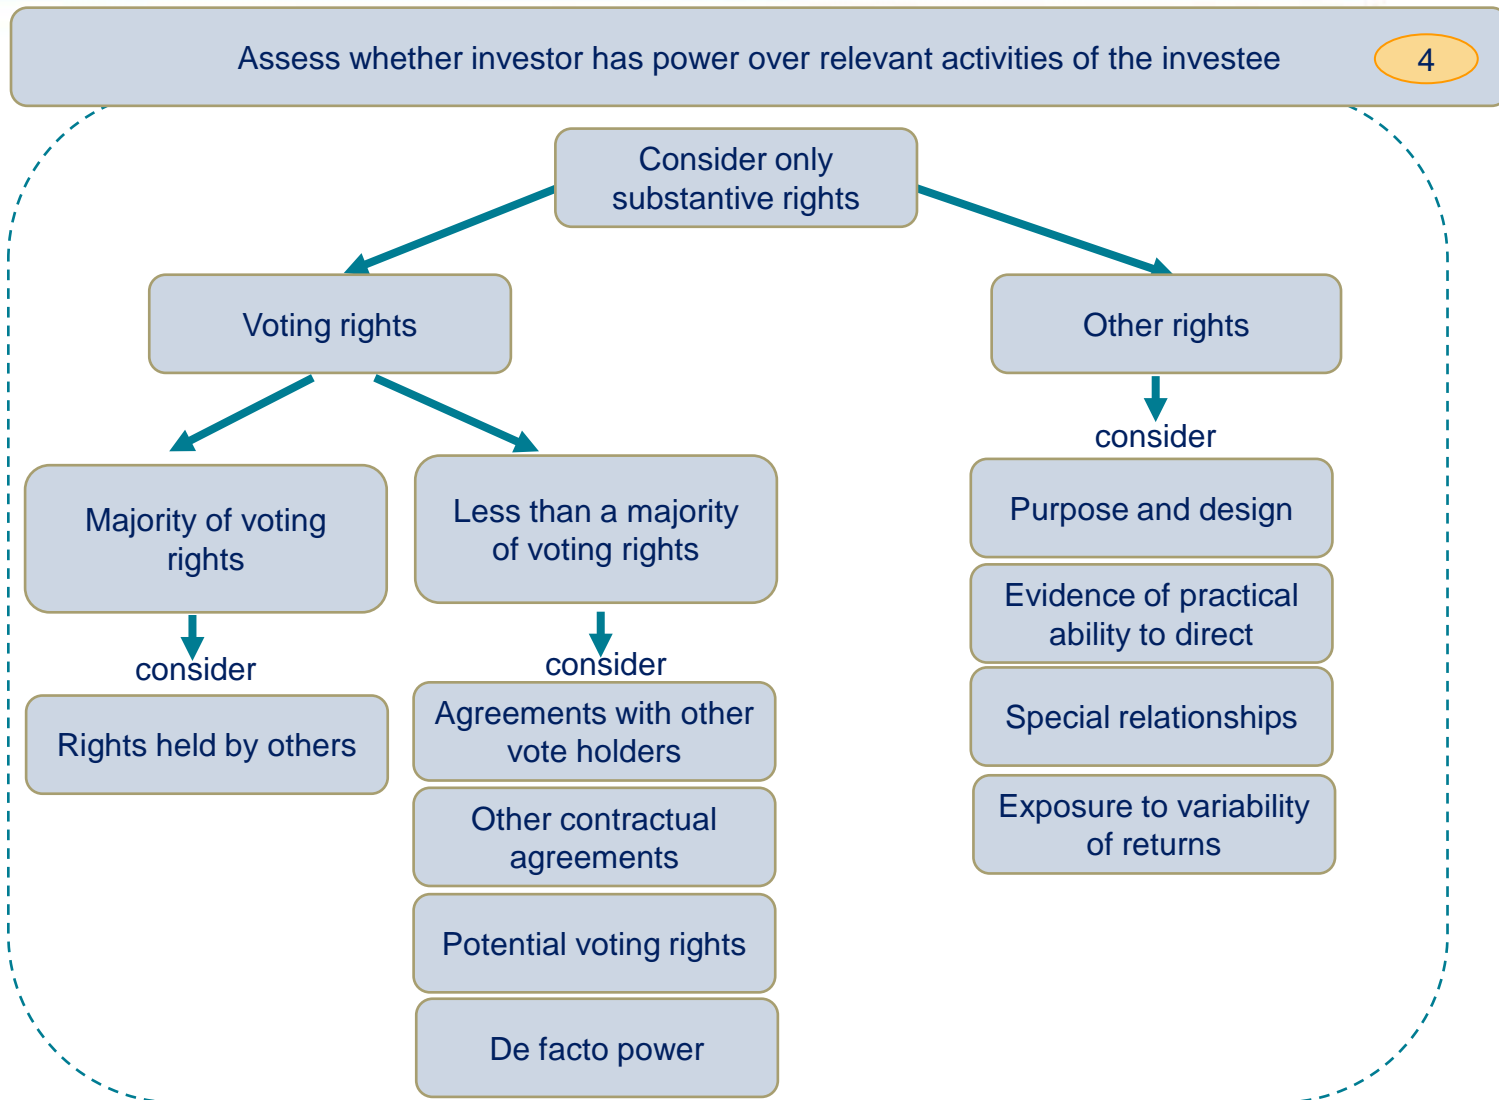 Assess whether investor has power over relevant activities of the investee
4
Consider only
substantive rights
Voting rights
Other rights
Majority of voting
rights
consider
Rights held by others
Less than a majority
of voting rights
consider
Agreements with other
vote holders
Other contractual
agreements
Potential voting rights
De facto power
consider
Purpose and design
Evidence of practical
ability to direct
Special relationships
Exposure to variability
of returns